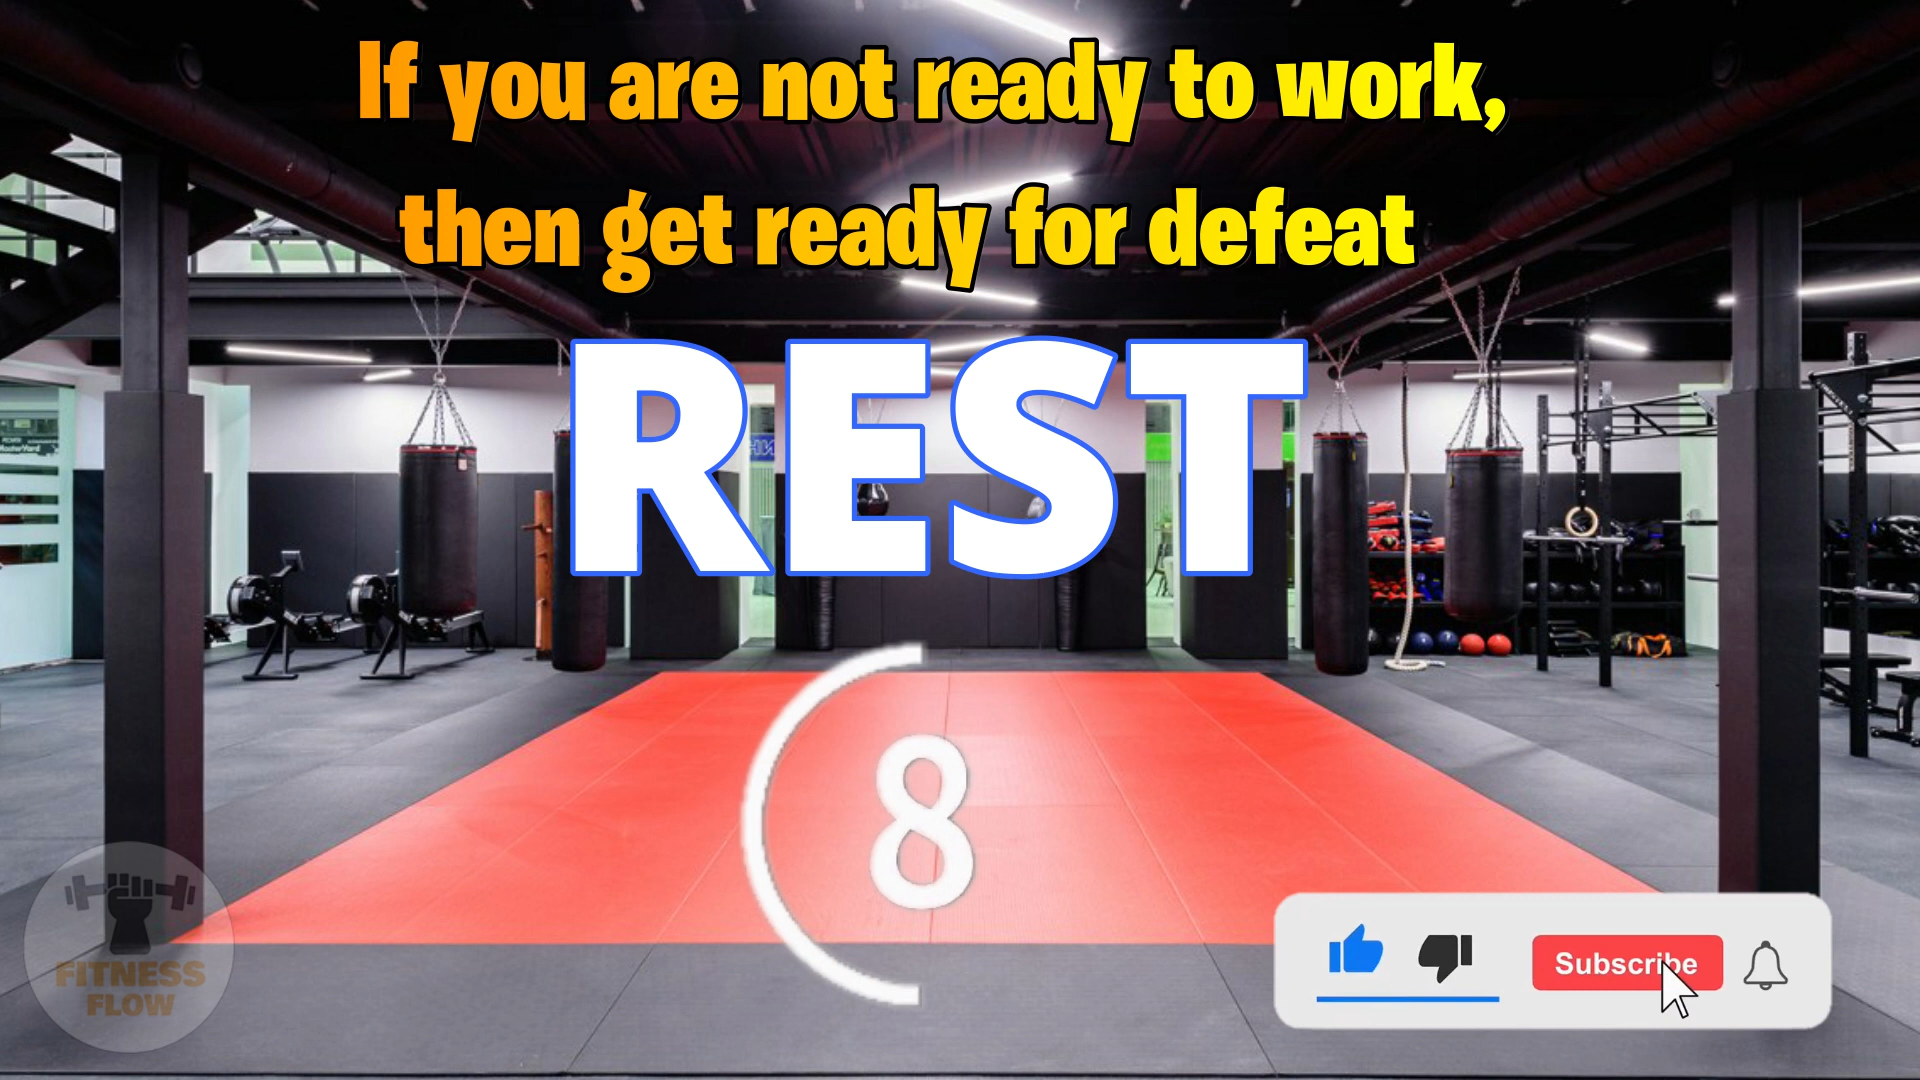 If you are not ready to work,
then get ready for defeat
REST
8
Subscribe
FITNESS
FLOW